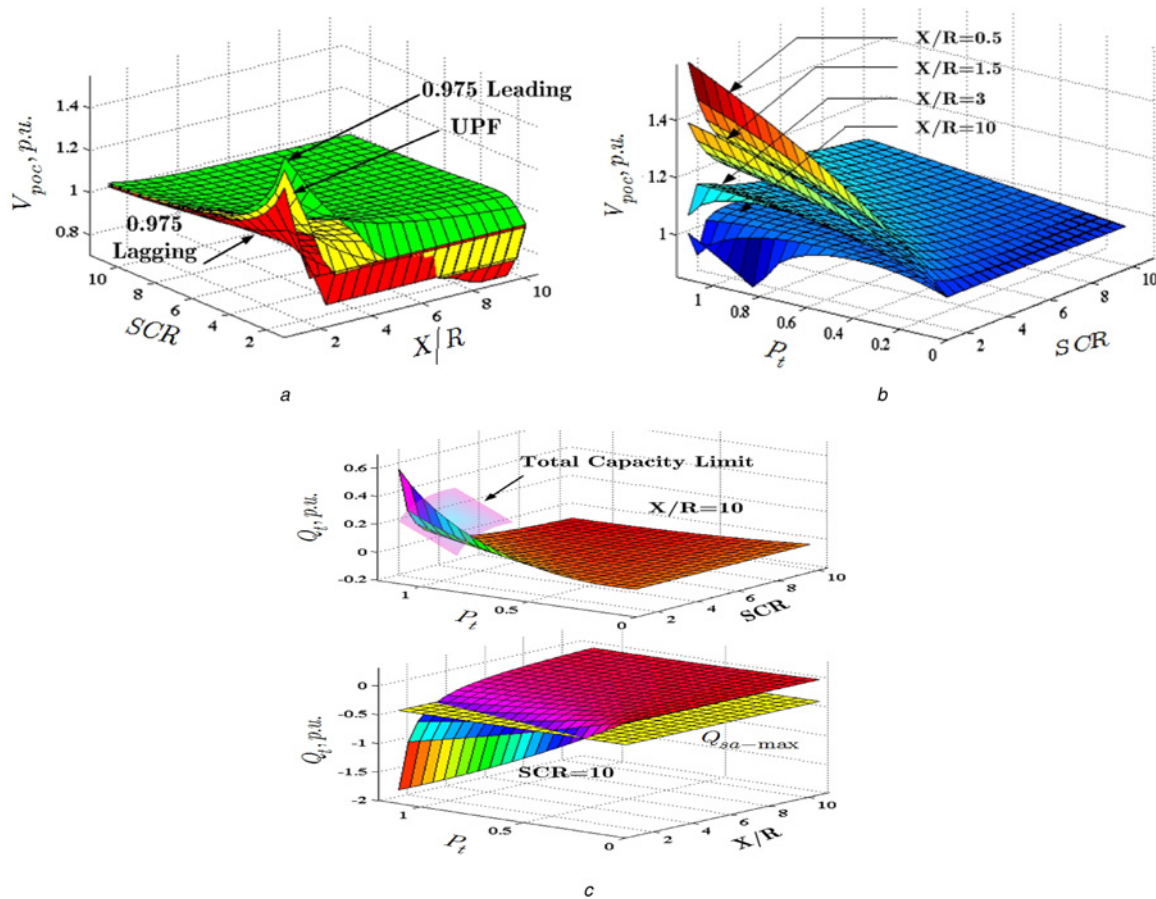 1.4
1.2
1
0.8
V_poc, p.u.
0.975 Leading
UPF
0.975
Lagging
10
8
6
4
2
SCR
2
4
6
8
10
X/R
a
1.4
1.2
1
V_poc, p.u.
X/R=0.5
X/R=1.5
X/R=3
X/R=10
1
0.8
0.6
0.4
0.2
0
P_t
2
4
6
8
10
SCR
b
0.6
0.4
0.2
0
-0.2
Q_t, p.u.
Total Capacity Limit
X/R=10
1
0.5
0
P_t
2
4
6
8
10
SCR
0
-0.5
-1
-1.5
-2
Q_t, p.u.
Q_sa-max
SCR=10
1
0.5
0
P_t
2
4
6
8
10
X/R
c